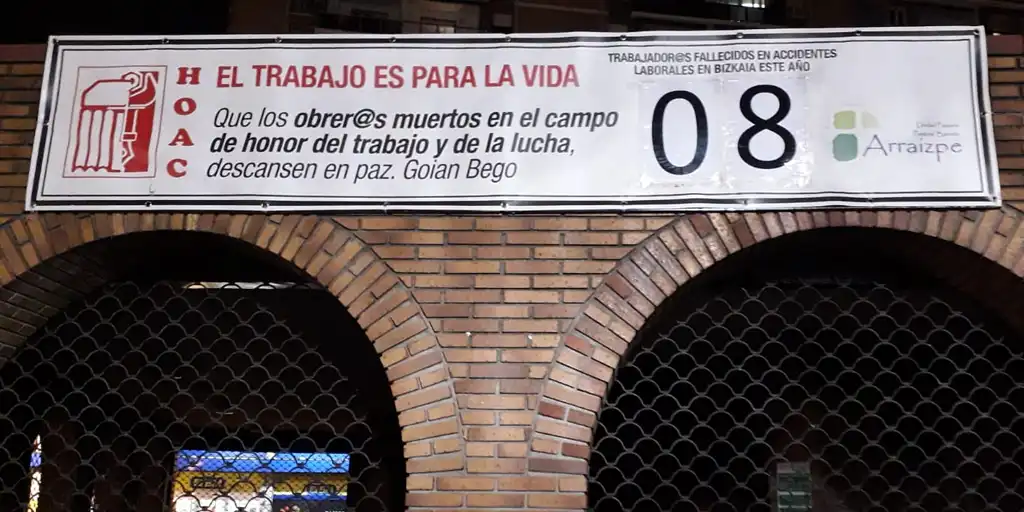 HOAC
EL TRABAJO ES PARA LA VIDA
Que los obrer@s muertos en el campo
de honor del trabajo y de la lucha,
descansen en paz. Goian Bego
TRABAJADOR@S FALLECIDOS EN ACCIDENTES
LABORALES EN BIZKAIA ESTE AÑO
08
Arraizpe